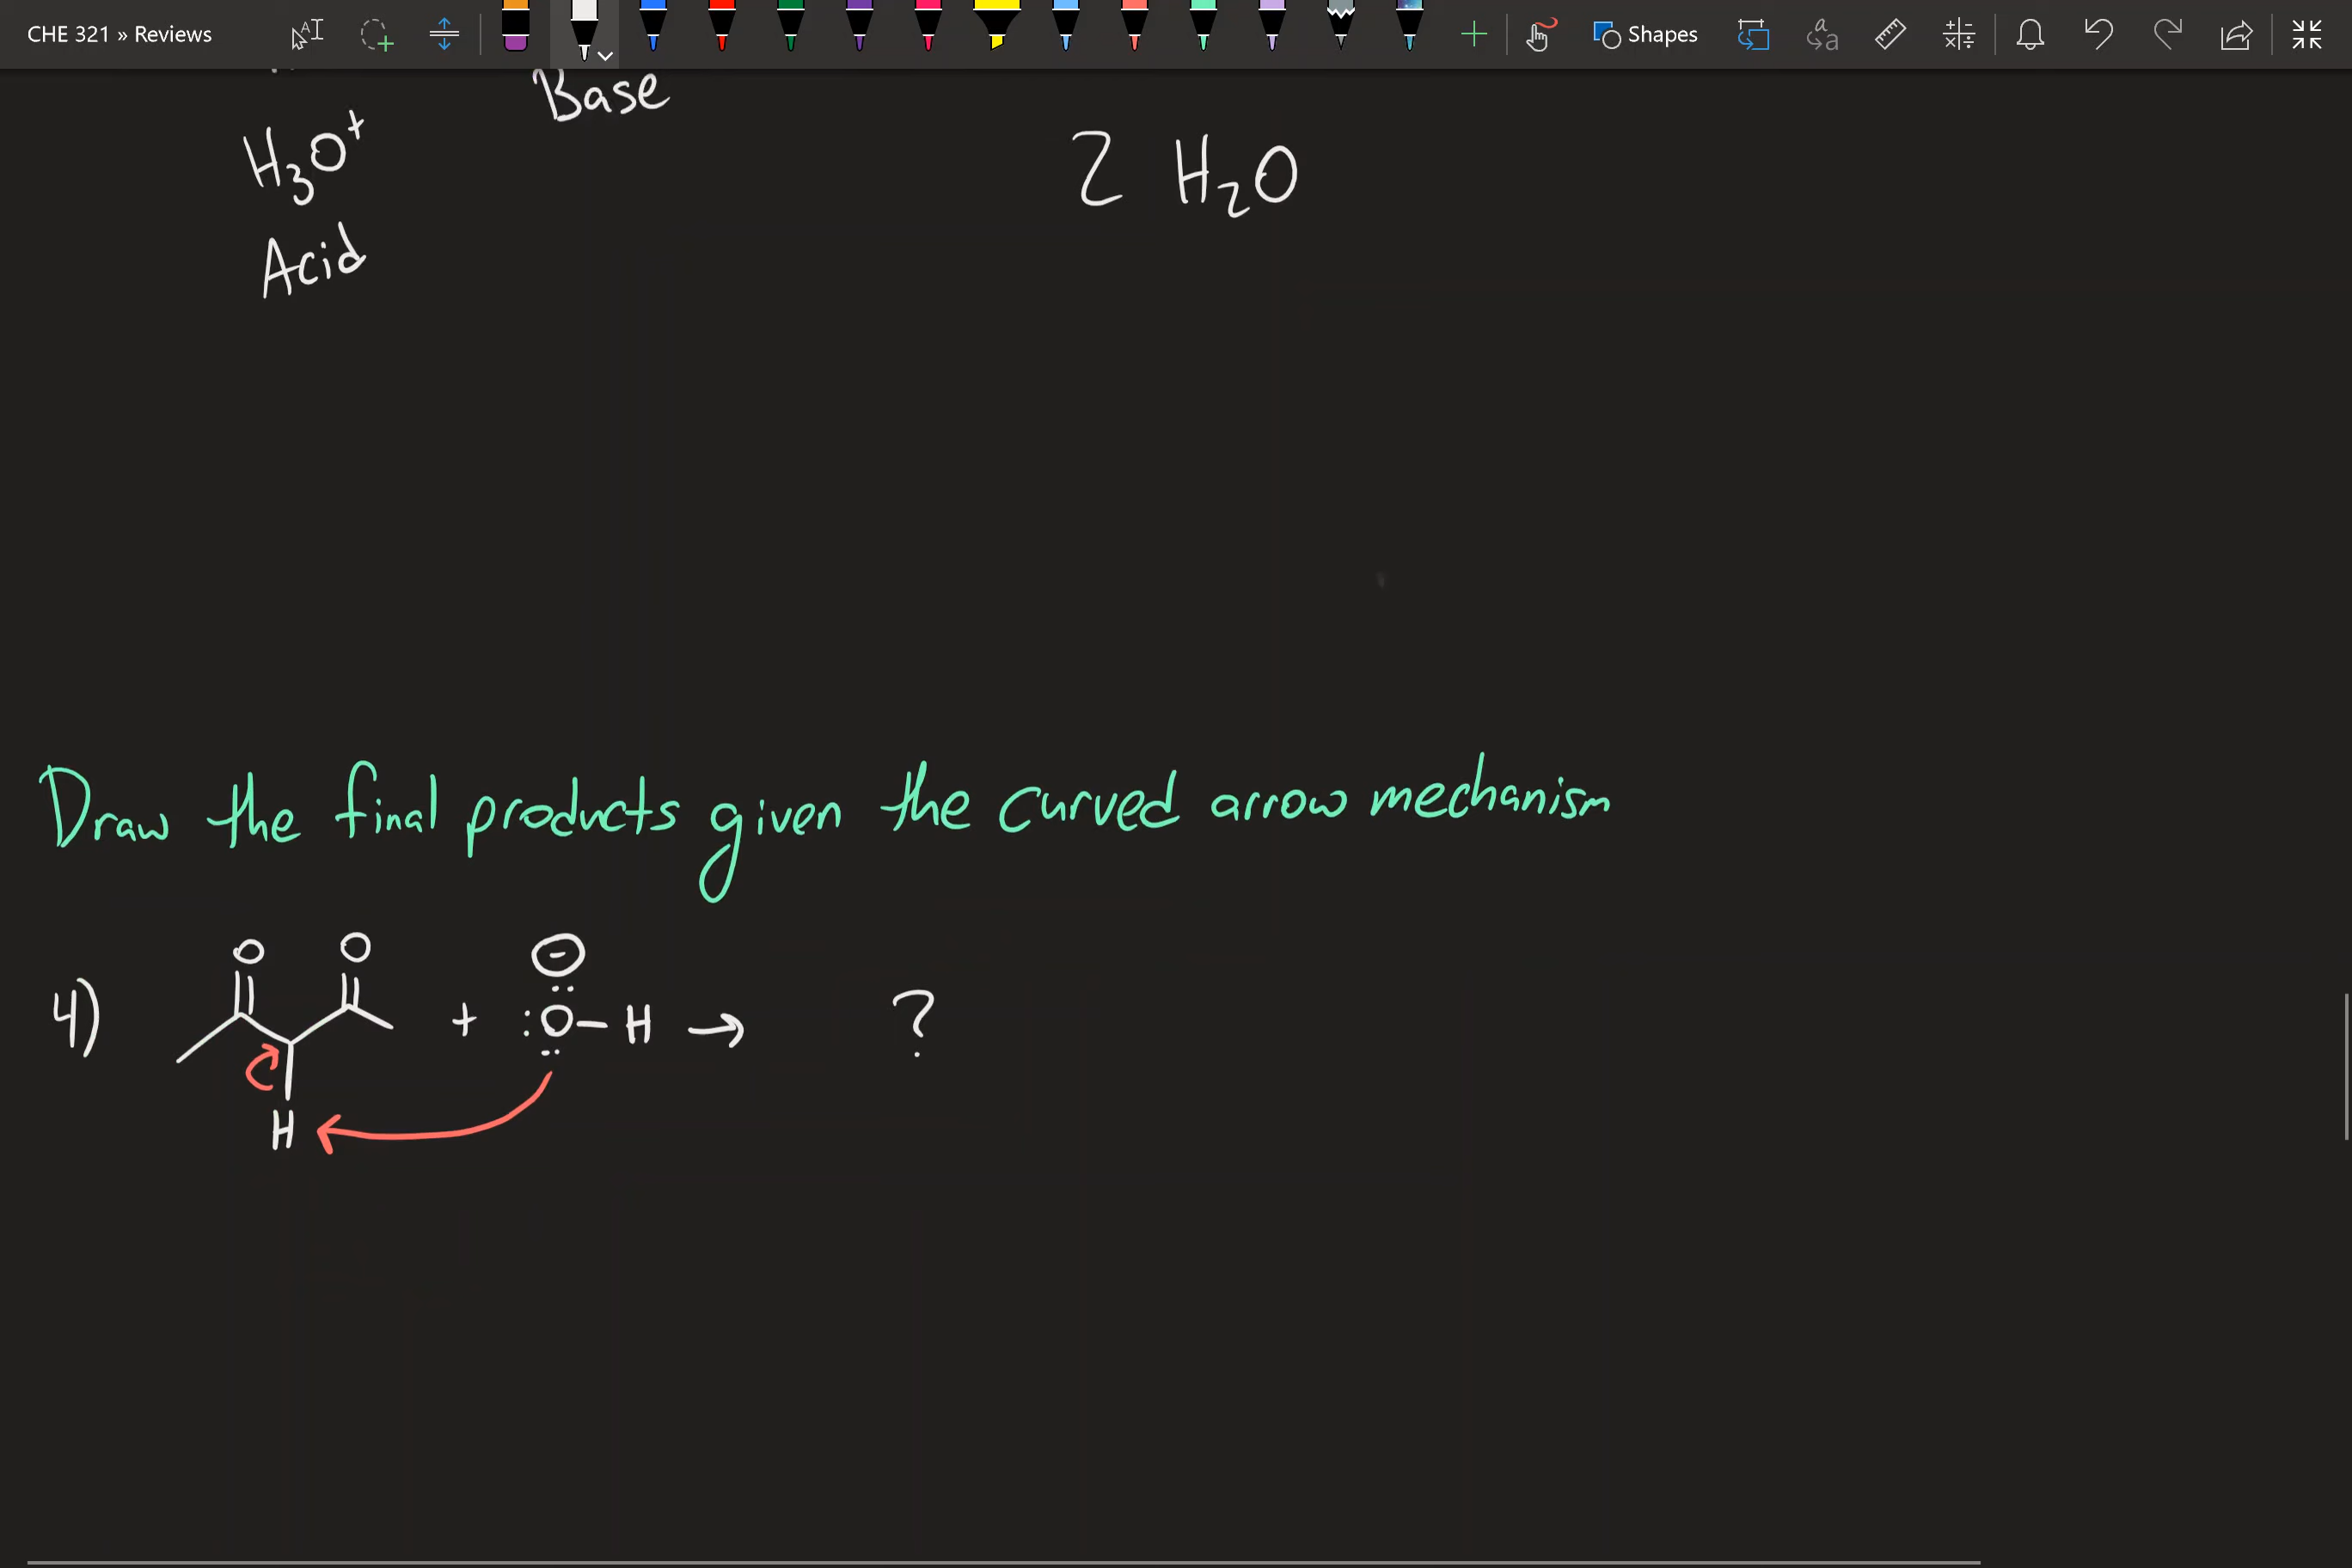 CHE 321 » Reviews
Shapes
Base
H₃O⁺
2 H₂O
Acid
Draw the final products given the curved arrow mechanism
O O ⊖
4) + :Ö–H → ?
H